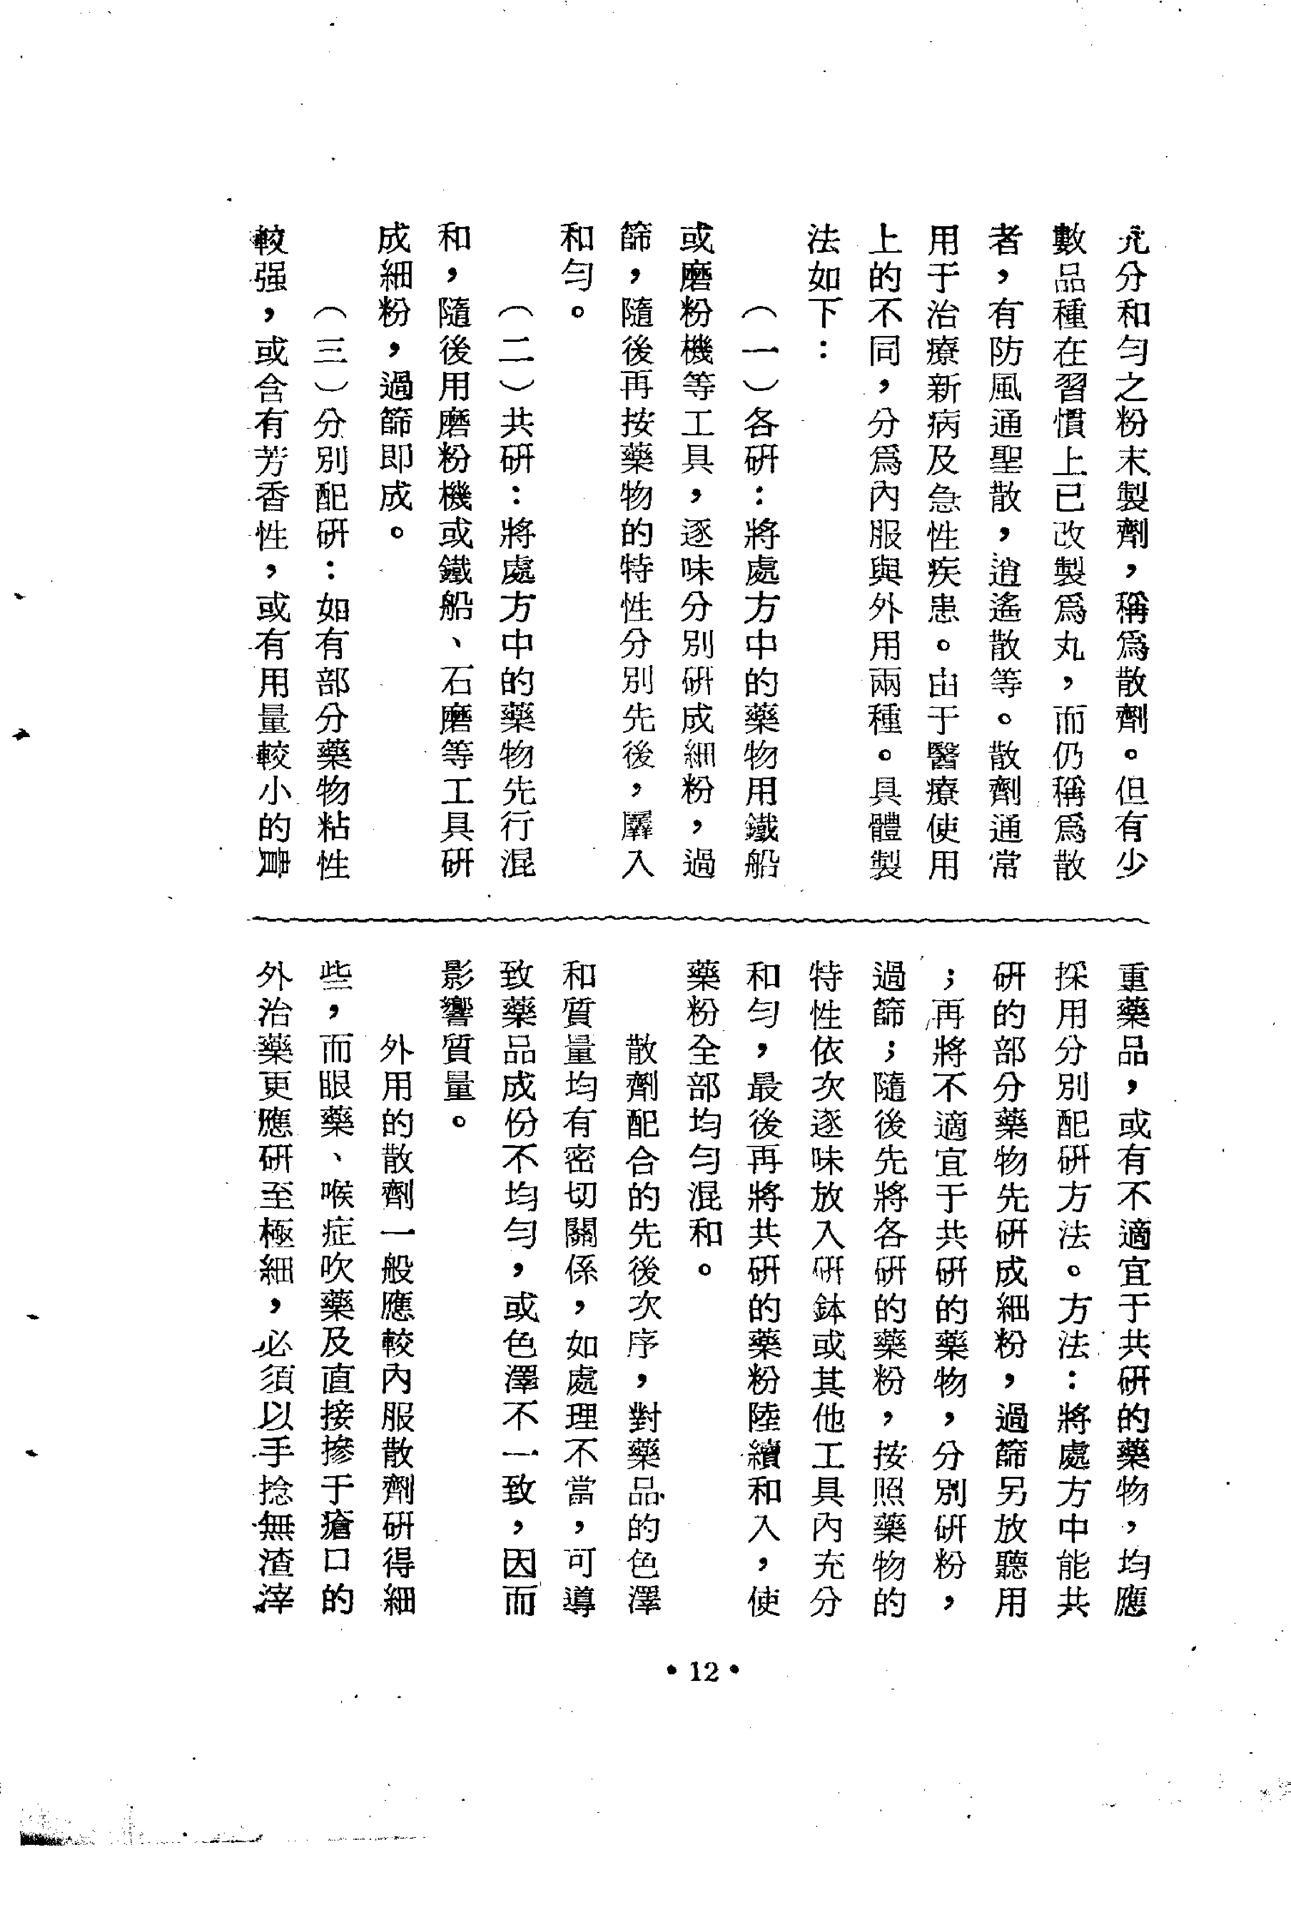 充分和匀之粉末製劑，稱爲散劑。但有少
數品種在習慣上已改製爲丸，而仍稱爲散
者，有防風通聖散，逍遙散等。散劑通常
用于治療新病及急性疾患。由于醫療使用
上的不同，分爲內服與外用兩種。具體製
法如下：
（一）各研：將處方中的藥物用鐵船
或磨粉機等工具，逐味分別研成細粉，過
篩，隨後再按藥物的特性分別先後，羼入
和匀。
（二）共研：將處方中的藥物先行混
和，隨後用磨粉機或鐵船、石磨等工具研
成細粉，過篩即成。
（三）分別配研：如有部分藥物粘性
較强，或含有芳香性，或有用量較小的
重藥品，或有不適宜于共研的藥物，均應
採用分別配研方法。方法：將處方中能共
研的部分藥物先研成細粉，過篩另放聽用
；再將不適宜于共研的藥物，分別研粉，
過篩；隨後先將各研的藥粉，按照藥物的
特性依次逐味放入研鉢或其他工具內充分
和匀，最後再將共研的藥粉陸續和入，使
藥粉全部均匀混和。
散劑配合的先後次序，對藥品的色澤
和質量均有密切關係，如處理不當，可導
致藥品成份不均匀，或色澤不一致，因而
影響質量。
外用的散劑一般應較內服散劑研得細
些，而眼藥、喉症吹藥及直接摻于瘡口的
外治藥更應研至極細，必須以手捻無渣滓
•12•